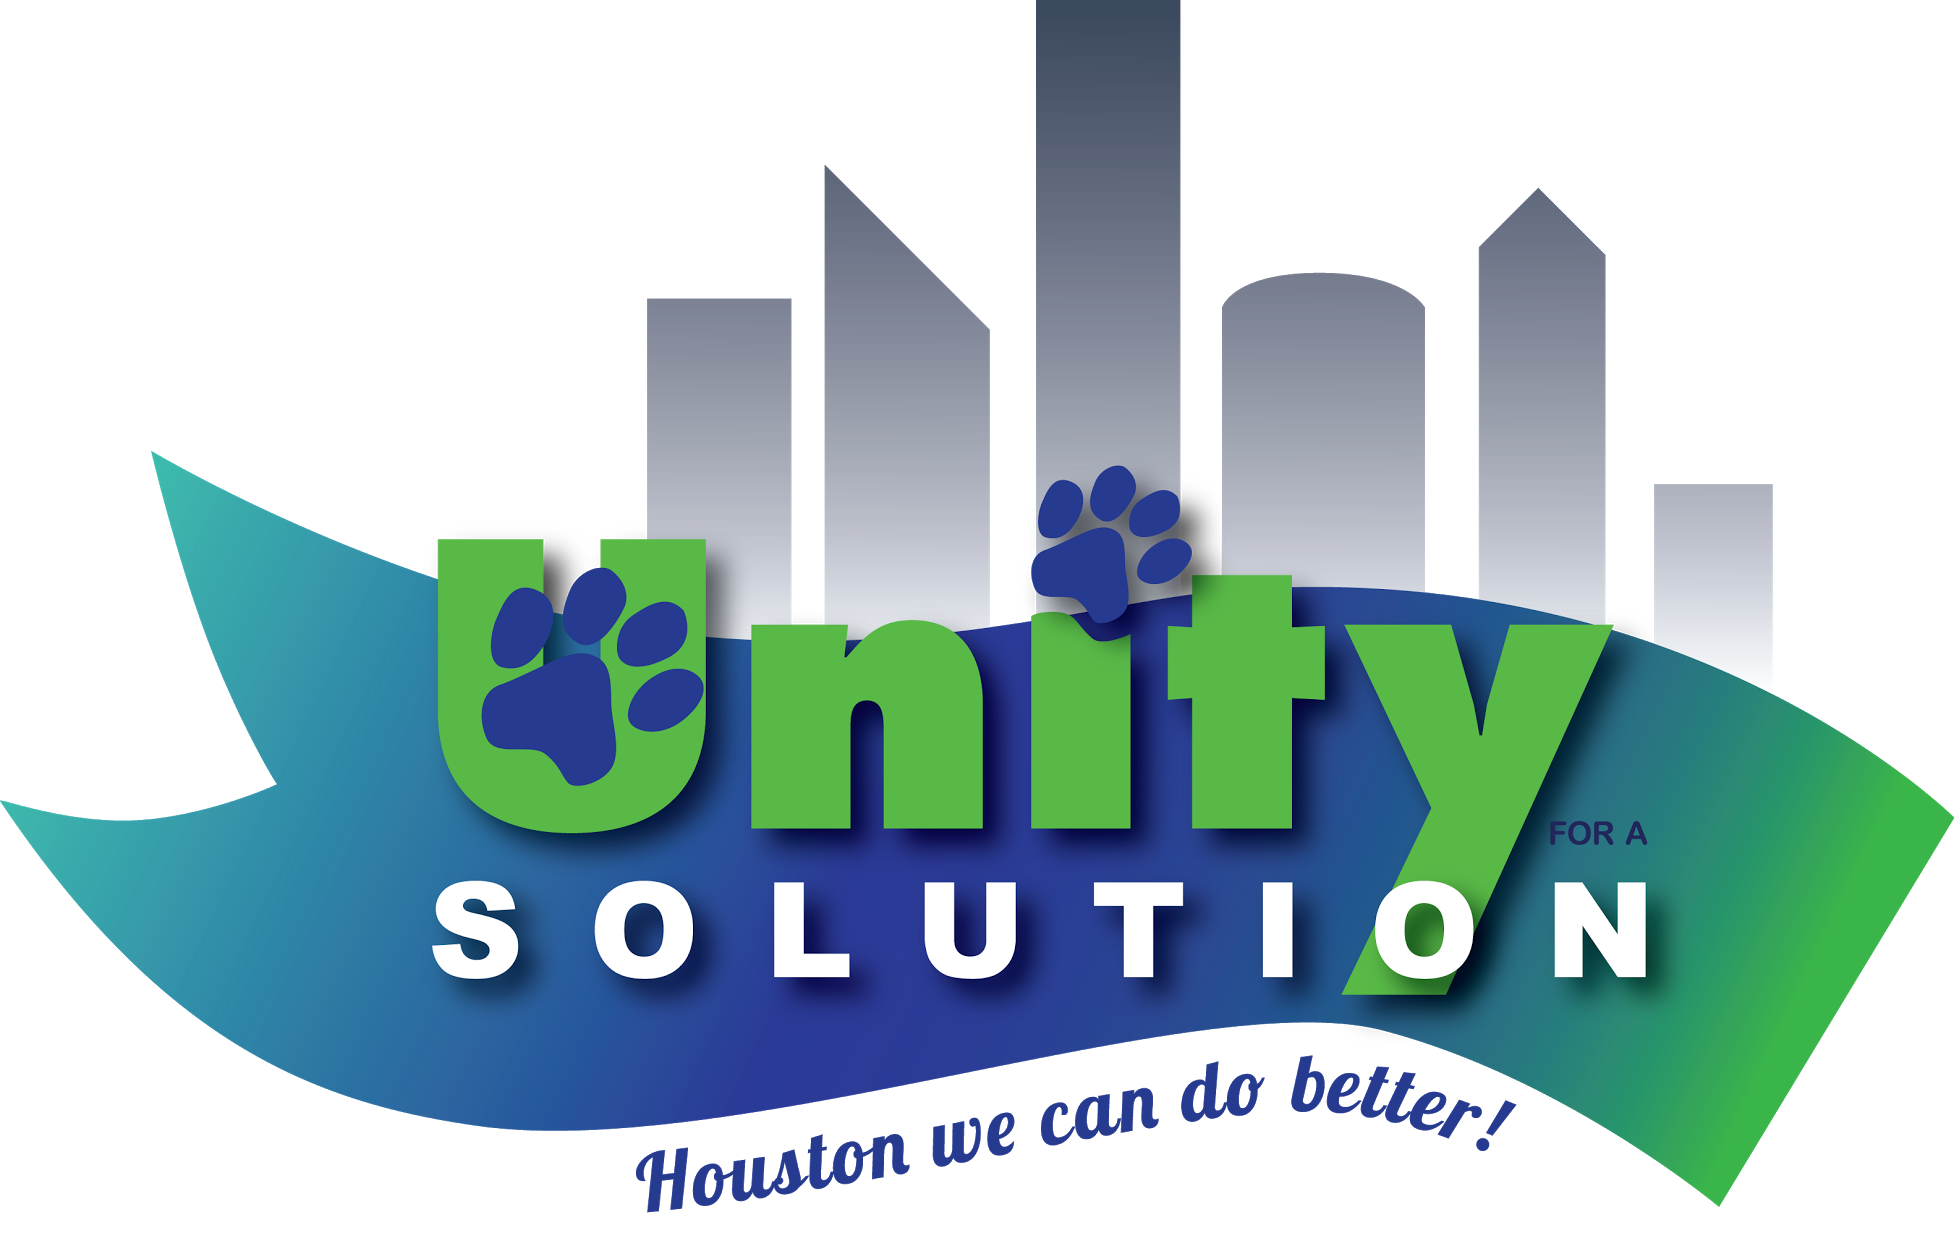 Unity
FOR A
SOLUTION
Houston we can do better!